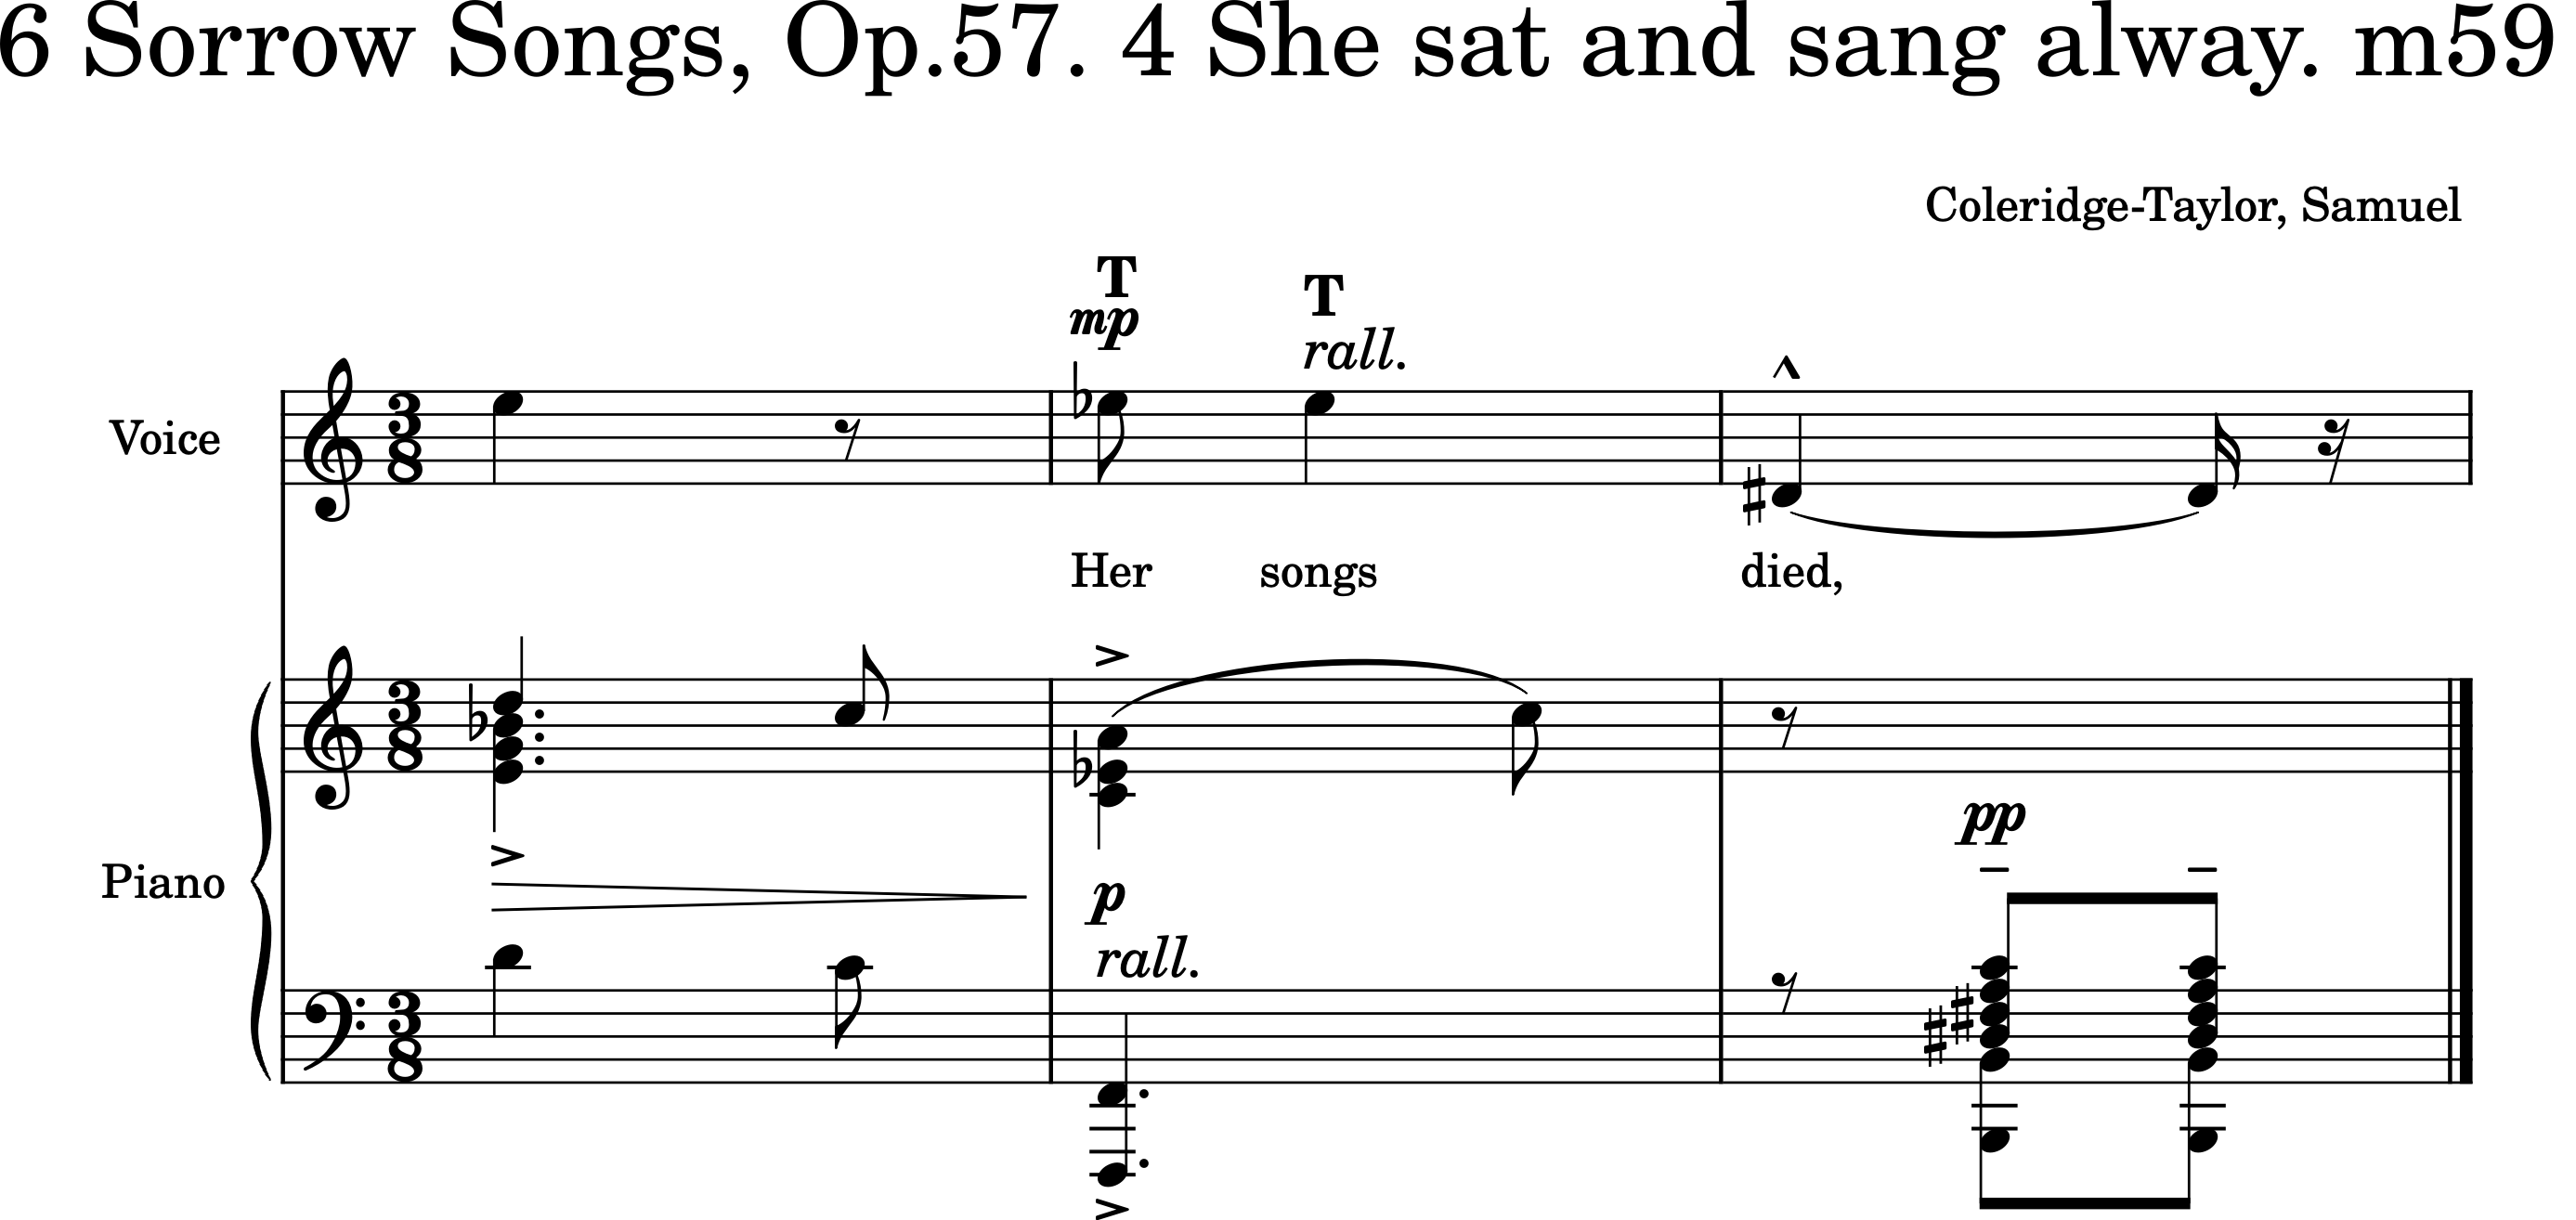 6 Sorrow Songs, Op.57. 4 She sat and sang alway. m59
Coleridge-Taylor, Samuel
T T
mp rall.
Voice
Her songs died,
pp
Piano
p
rall.